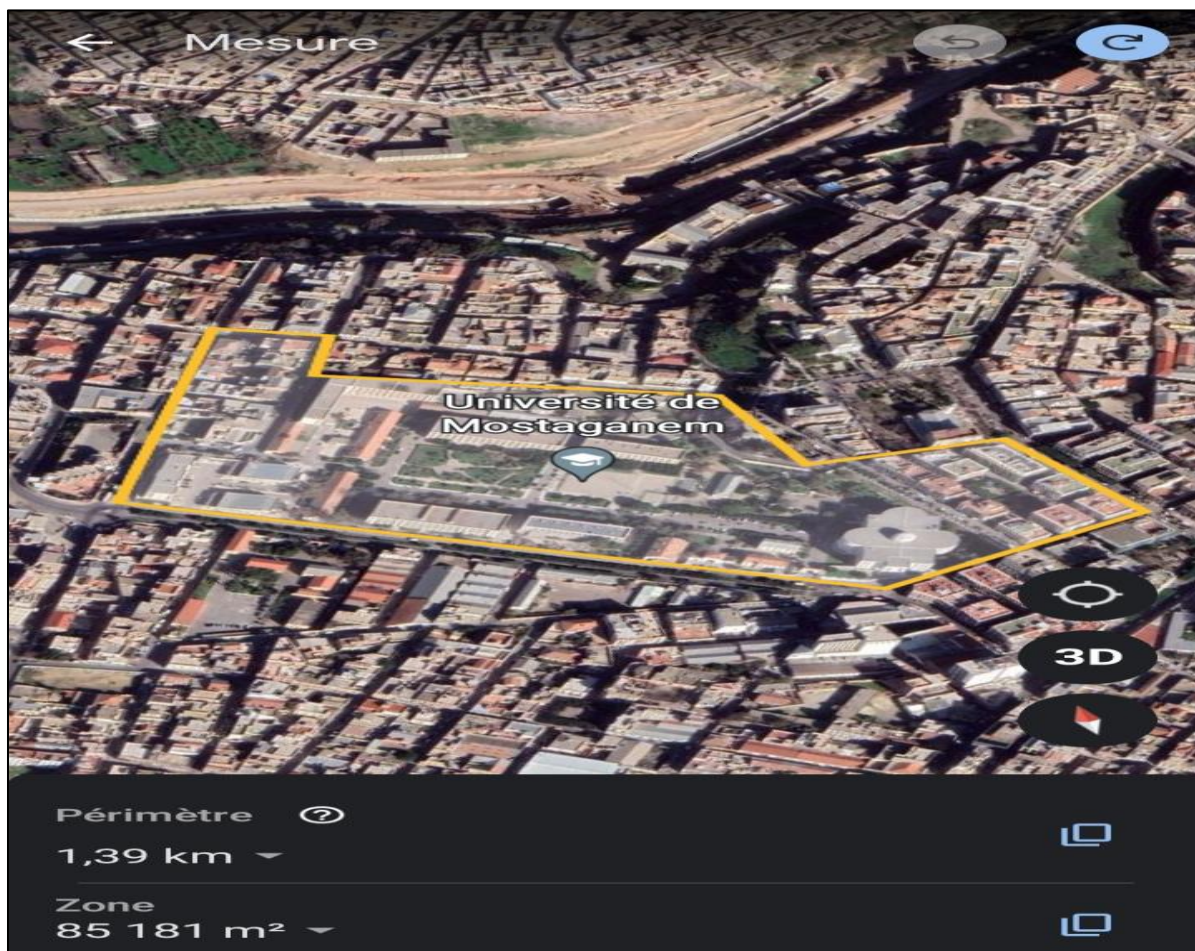 Mesure
Université de
Mostaganem
3D
Périmètre
1,39 km
Zone
85 181 m²